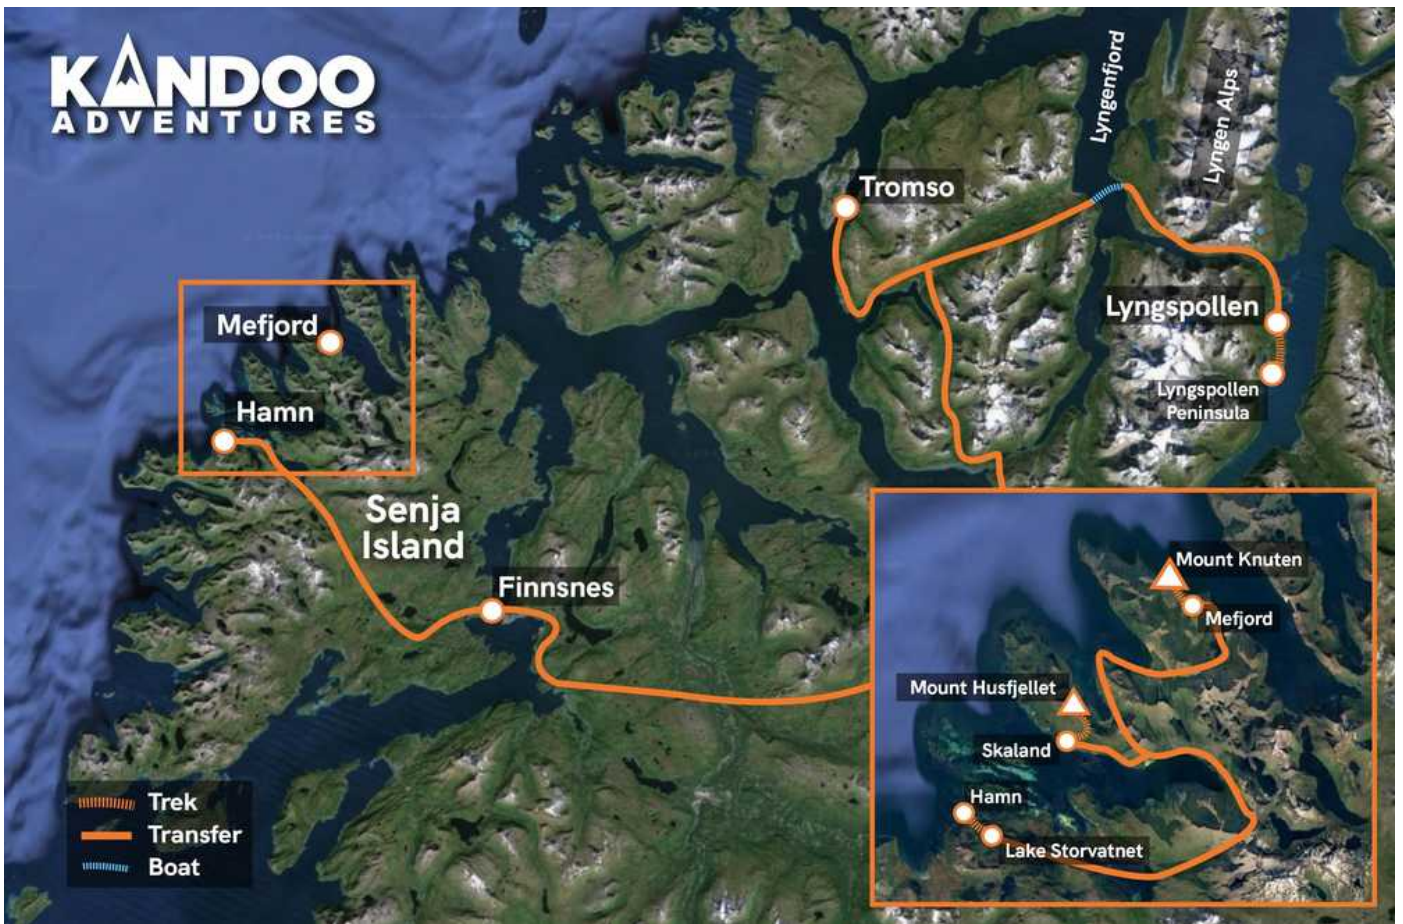 KANDOO
ADVENTURES
Lyngenfjord
Lyngen Alps
Tromso
Mefjord
Hamn
Lyngspollen
Lyngspollen
Peninsula
Senja
Island
Finnsnes
Mount Knuten
Mefjord
Mount Husfjellet
Skaland
Hamn
Lake Storvatnet
Trek
Transfer
Boat